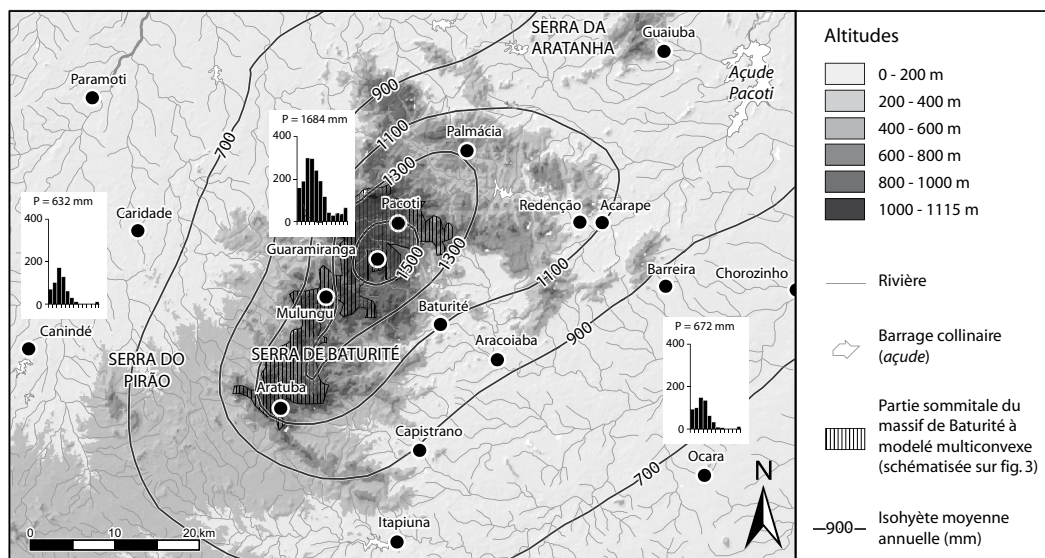 SERRA DA
ARATANHA
Guaiuba
Açude
Pacoti
Paramoti
900
700
1100
P = 1684 mm
400
200
0
Palmácia
1300
Pacoti
P = 632 mm
400
200
0
Caridade
Redenção
Acarape
Guaramiranga
1500
1300
1100
Barreira
Chorozinho
Mulungu
Baturité
900
Canindé
SERRA DO
PIRÃO
SERRA DE BATURITÉ
Aracoiaba
P = 672 mm
400
200
0
Aratuba
Capistrano
700
Ocara
N
Itapiuna
0 10 20 km
Altitudes
0 - 200 m
200 - 400 m
400 - 600 m
600 - 800 m
800 - 1000 m
1000 - 1115 m
Rivière
Barrage collinaire
(açude)
Partie sommitale du
massif de Baturité à
modelé multiconvexe
(schématisée sur fig. 3)
900
Isohyète moyenne
annuelle (mm)